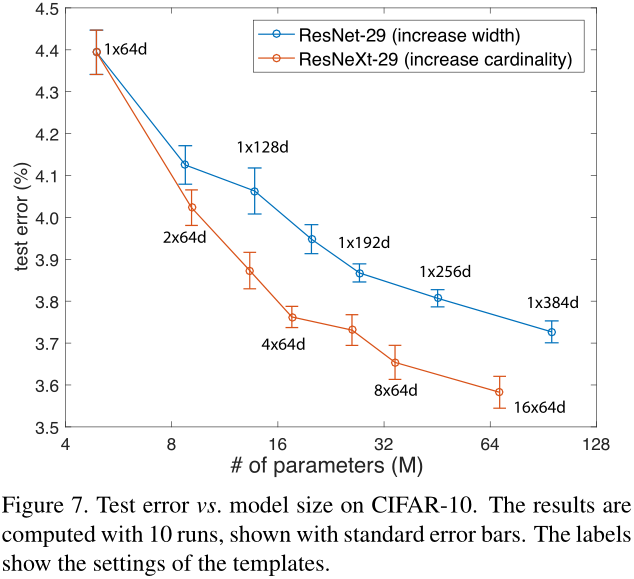 4.5
4.4
4.3
4.2
4.1
4.0
3.9
3.8
3.7
3.6
3.5
test error (%)
ResNet-29 (increase width)
ResNeXt-29 (increase cardinality)
1x64d
1x128d
2x64d
1x192d
1x256d
1x384d
4x64d
8x64d
16x64d
4 8 16 32 64 128
# of parameters (M)
Figure 7. Test error vs. model size on CIFAR-10. The results are
computed with 10 runs, shown with standard error bars. The labels
show the settings of the templates.